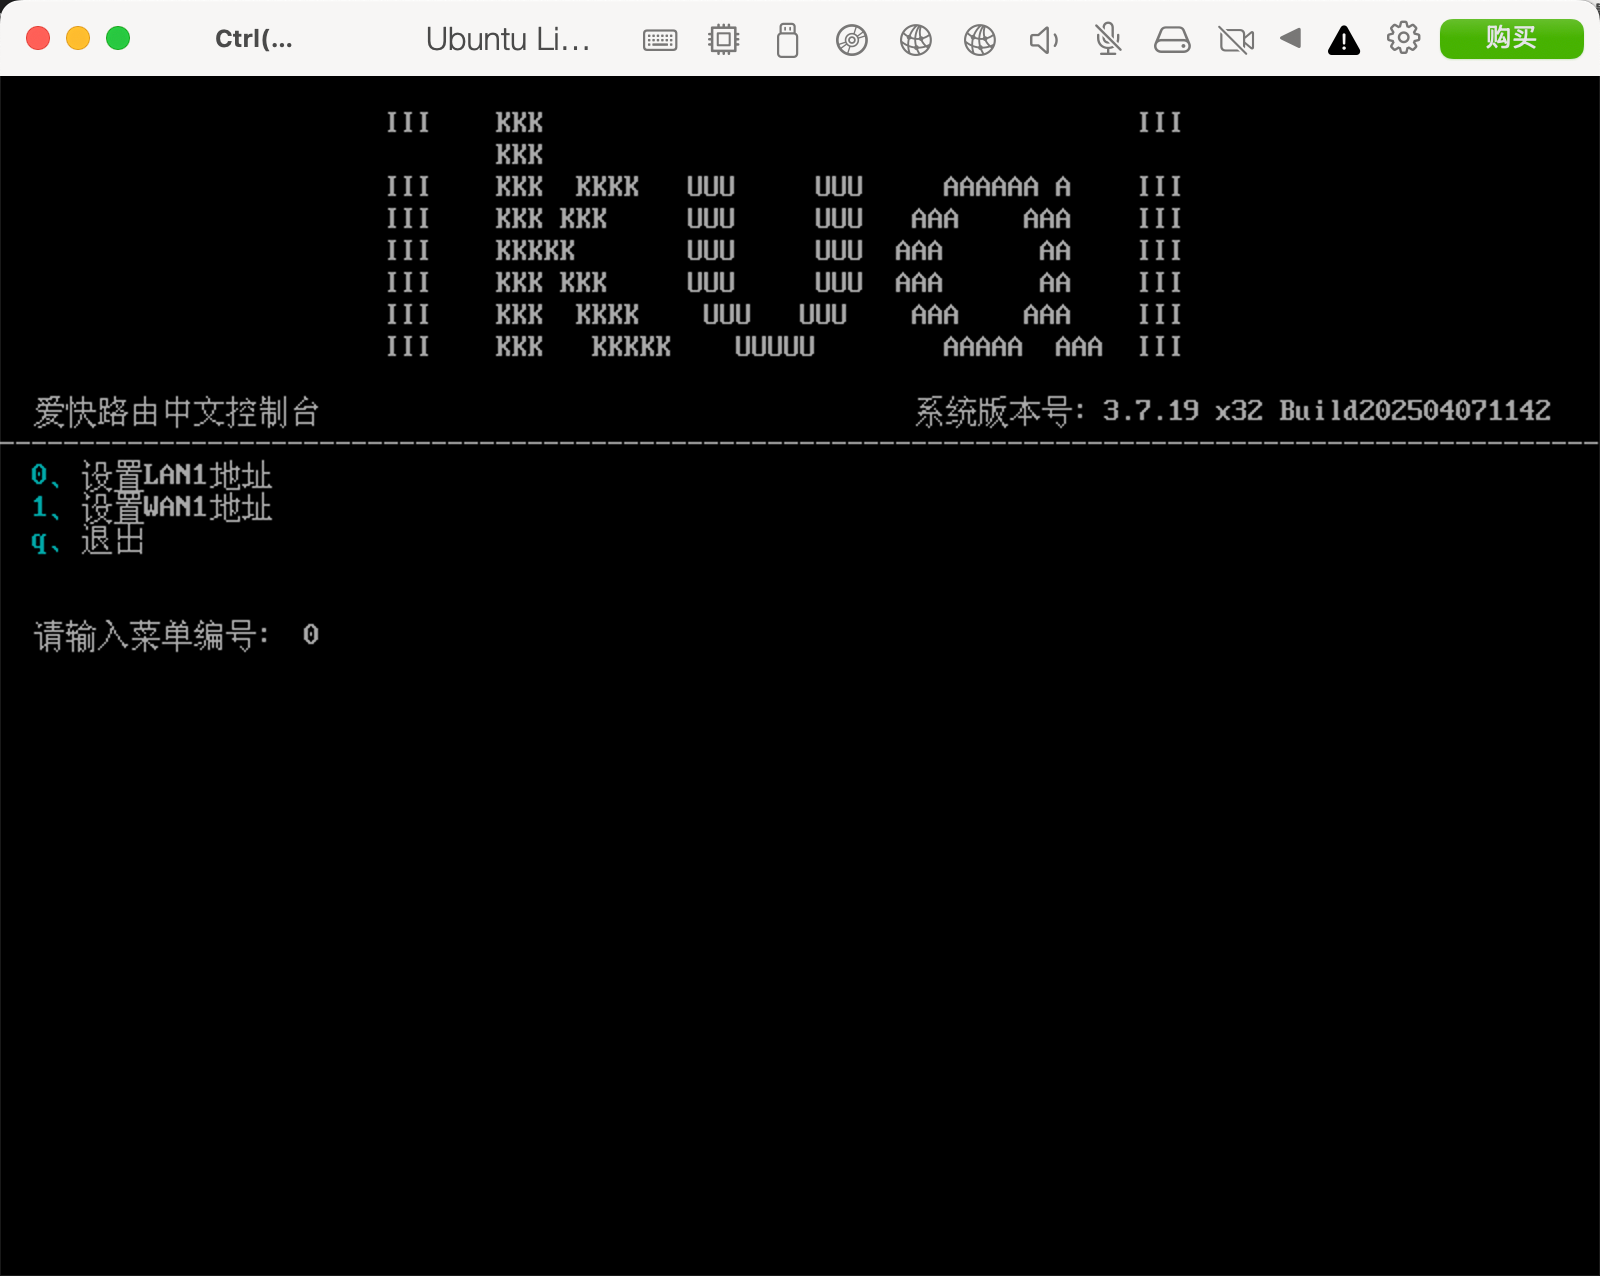 Ctrl(...
Ubuntu Li...
购买
III    KKK                                     III
       KKK
III    KKK  KKKK   UUU     UUU     AAAAAA A    III
III    KKK KKK     UUU     UUU   AAA    AAA    III
III    KKKKK       UUU     UUU  AAA      AA    III
III    KKK KKK     UUU     UUU  AAA      AA    III
III    KKK  KKKK    UUU   UUU    AAA    AAA    III
III    KKK   KKKKK    UUUUU        AAAAA  AAA  III
爱快路由中文控制台 系统版本号: 3.7.19 x32 Build202504071142
----------------------------------------------------------------------------------------------------
0、设置LAN1地址
1、设置WAN1地址
q、退出
请输入菜单编号: 0